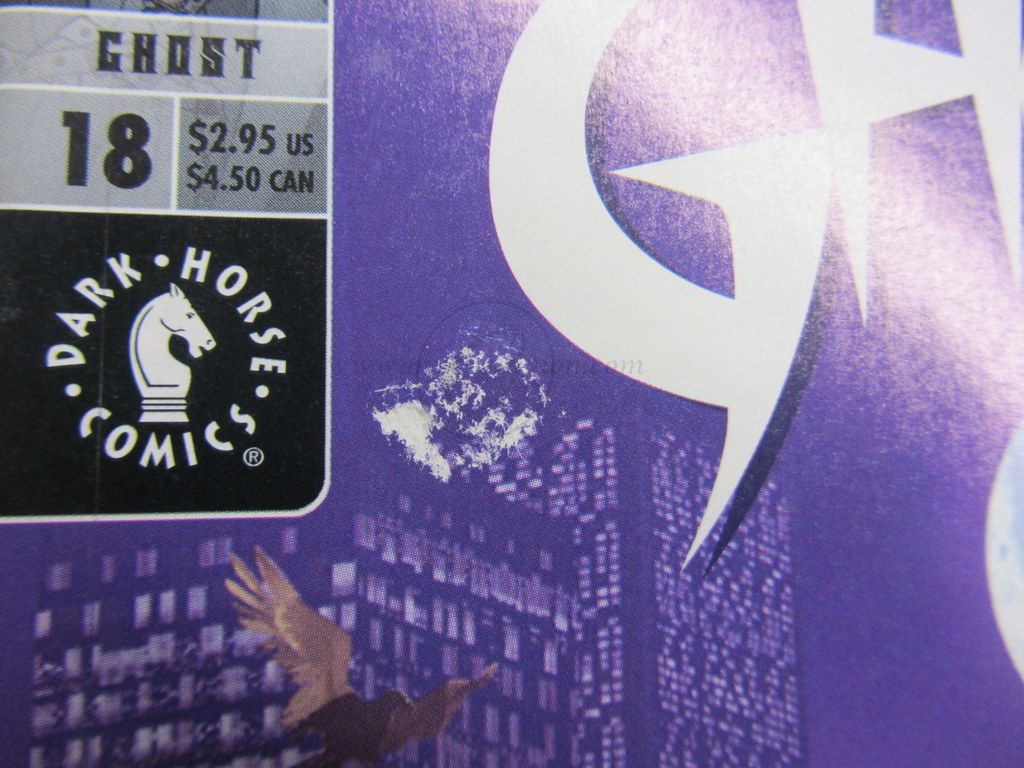 GHOST
18
$2.95 US
$4.50 CAN
DARK • HORSE • COMICS • ®
G